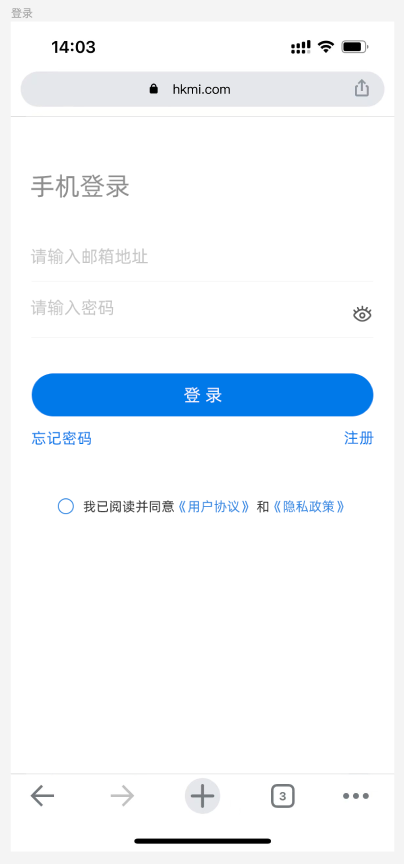 登录
14:03
hkmi.com
手机登录
请输入邮箱地址
请输入密码
登 录
忘记密码 注册
我已阅读并同意《用户协议》和《隐私政策》
3